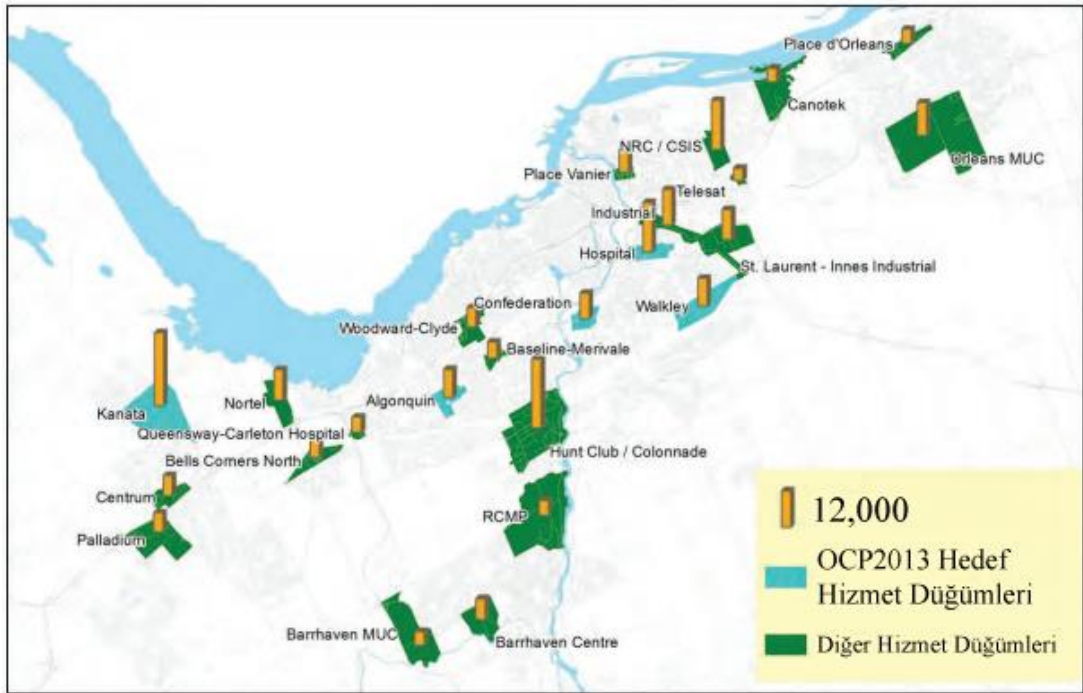 Place d'Orleans
Canotek
NRC / CSIS
Orleans MUC
Place Vanier
Telesat
Industrial
Hospital
St. Laurent - Innes Industrial
Confederation
Walkley
Woodward-Clyde
Baseline-Merivale
Kanata
Nortel
Algonquin
Queensway-Carleton Hospital
Hunt Club / Colonnade
Bells Corners North
Centrum
RCMP
Palladium
Barrhaven MUC
Barrhaven Centre
12,000
OCP2013 Hedef
Hizmet Düğümleri
Diğer Hizmet Düğümleri